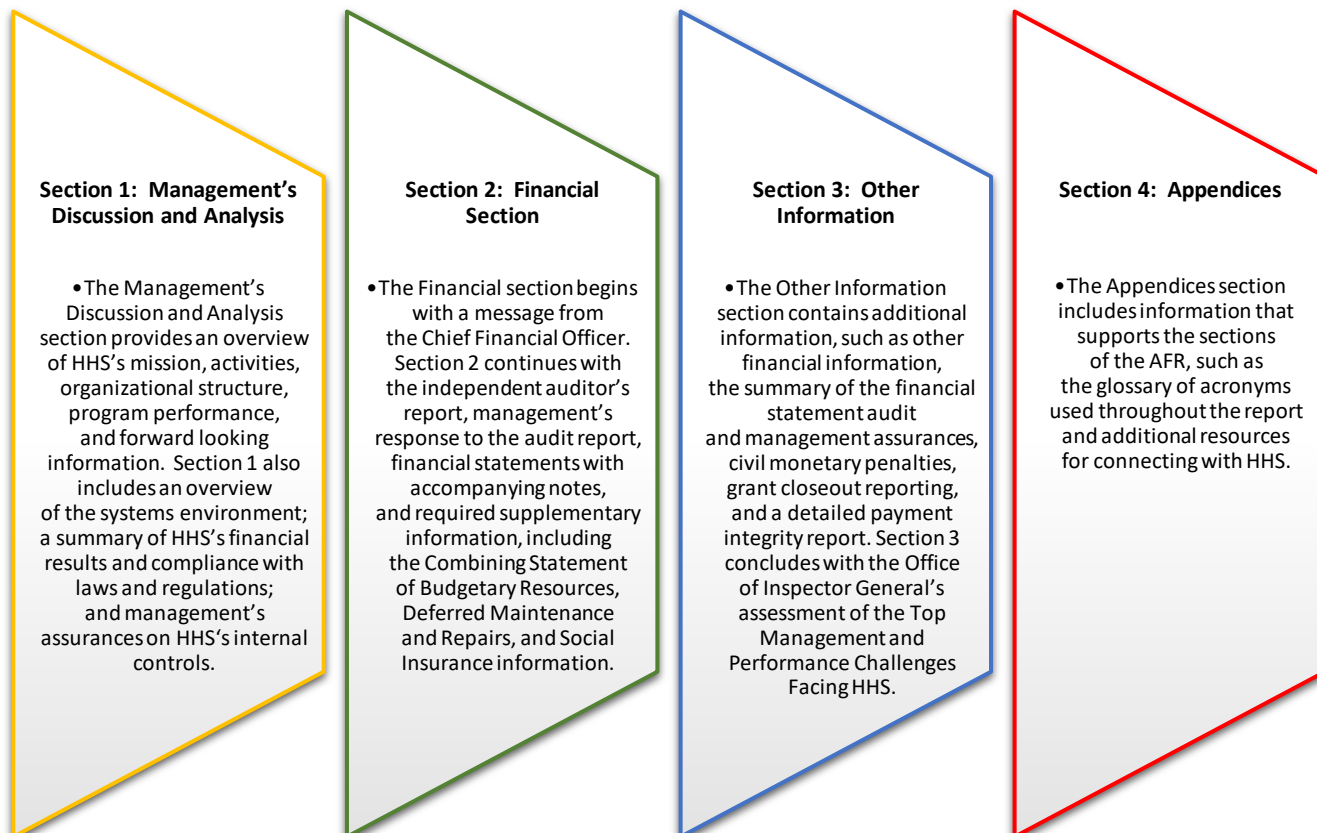 Section 1:  Management’s
Discussion and Analysis
•The Management’s
Discussion and Analysis
section provides an overview
of HHS’s mission, activities,
organizational structure,
program performance,
and forward looking
information.  Section 1 also
includes an overview
of the systems environment;
a summary of HHS’s financial
results and compliance with
laws and regulations;
and management’s
assurances on HHS‘s internal
controls.
Section 2:  Financial
Section
•The Financial section begins
with a message from
the Chief Financial Officer.
Section 2 continues with
the independent auditor’s
report, management’s
response to the audit report,
financial statements with
accompanying notes,
and required supplementary
information, including
the Combining Statement
of Budgetary Resources,
Deferred Maintenance
and Repairs, and Social
Insurance information.
Section 3:  Other
Information
•The Other Information
section contains additional
information, such as other
financial information,
the summary of the financial
statement audit
and management assurances,
civil monetary penalties,
grant closeout reporting,
and a detailed payment
integrity report. Section 3
concludes with the Office
of Inspector General’s
assessment of the Top
Management and
Performance Challenges
Facing HHS.
Section 4:  Appendices
•The Appendices section
includes information that
supports the sections
of the AFR, such as
the glossary of acronyms
used throughout the report
and additional resources
for connecting with HHS.